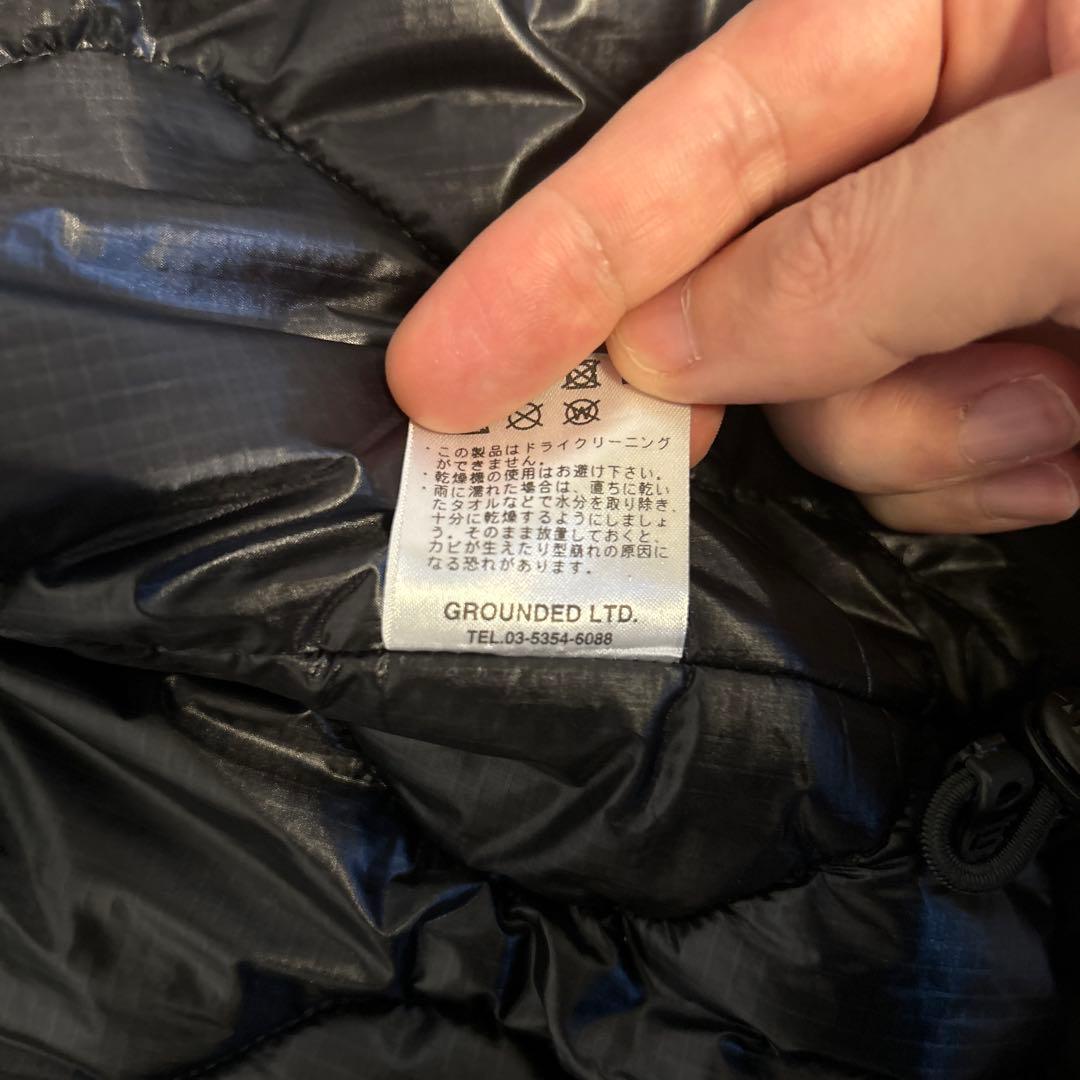 W
・この製品はドライクリーニング
ができません。
・乾燥機の使用はお避け下さい。
・雨に濡れた場合は、直ちに乾い
たタオルなどで水分を取り除き、
十分に乾燥するようにしましょ
う。そのまま放置しておくと、
カビが生えたり型崩れの原因に
なる恐れがあります。
GROUNDED LTD.
TEL.03-5354-6088